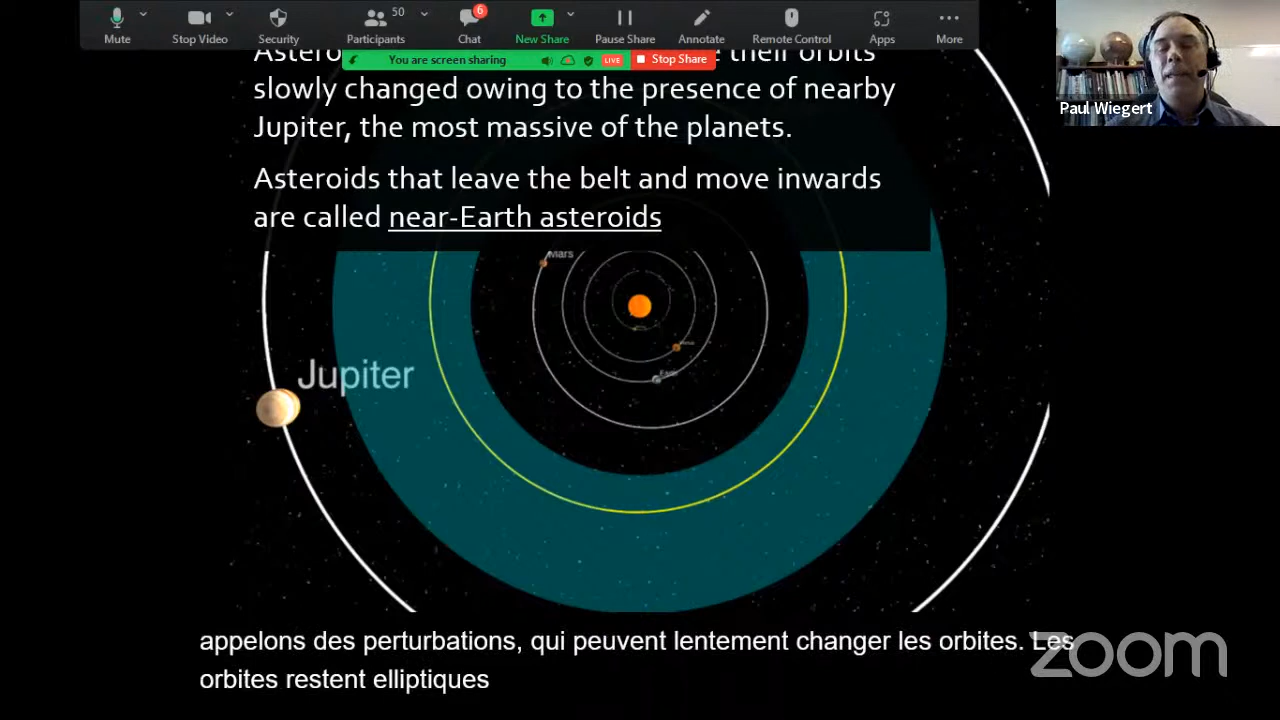 50
6
Mute
Stop Video
Security
Participants
Chat
New Share
Pause Share
Annotate
Remote Control
Apps
More
You are screen sharing
LIVE
Stop Share
their orbits
slowly changed owing to the presence of nearby
Jupiter, the most massive of the planets.
Asteroids that leave the belt and move inwards
are called near-Earth asteroids
Paul Wiegert
Mars
Venus
Earth
Jupiter
appelons des perturbations, qui peuvent lentement changer les orbites. Les
orbites restent elliptiques
zoom